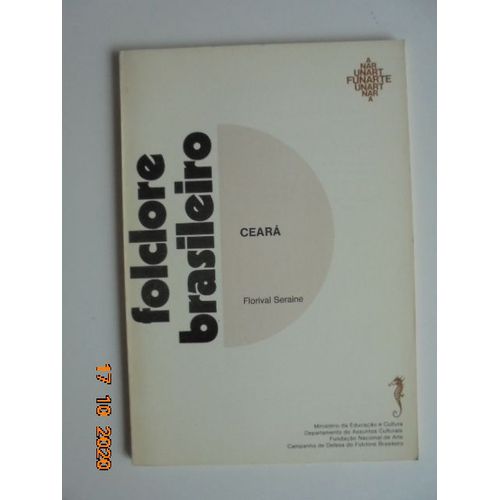 A
NAR
UNART
FUNARTE
UNART
NAR
A
folclore
brasileiro
CEARÁ
Florival Seraine
Ministério da Educação e Cultura
Departamento de Assuntos Culturais
Fundação Nacional de Arte
Campanha de Defesa do Folclore Brasileiro
17 10 2020